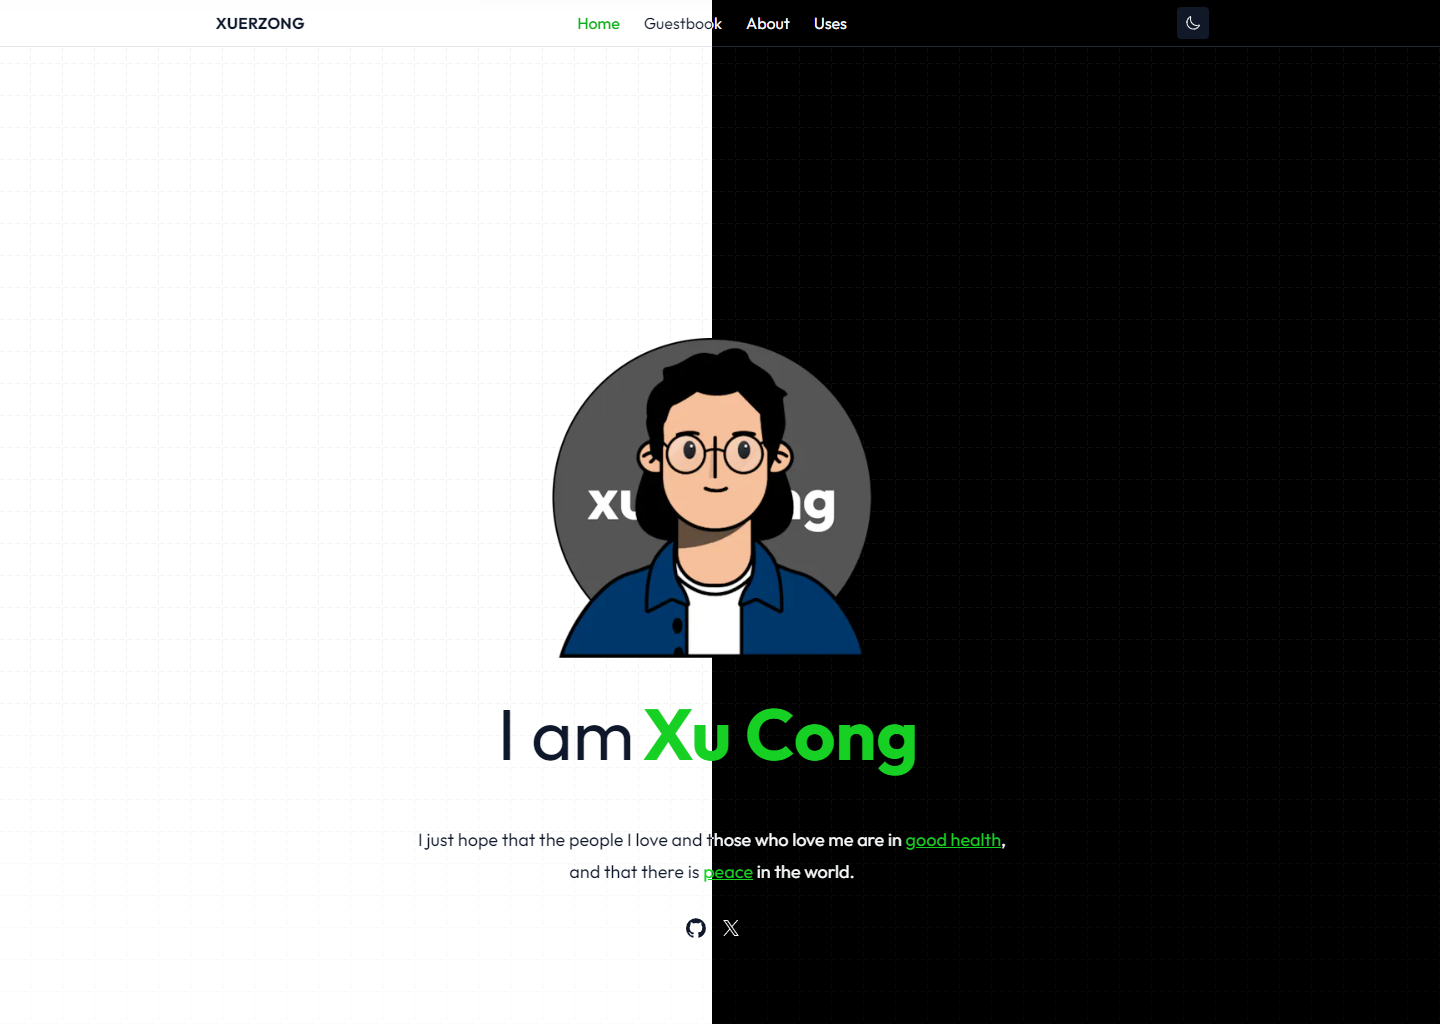 XUERZONG
Home Guestbook About Uses
xu ng
I am Xu Cong
I just hope that the people I love and those who love me are in good health,
and that there is peace in the world.